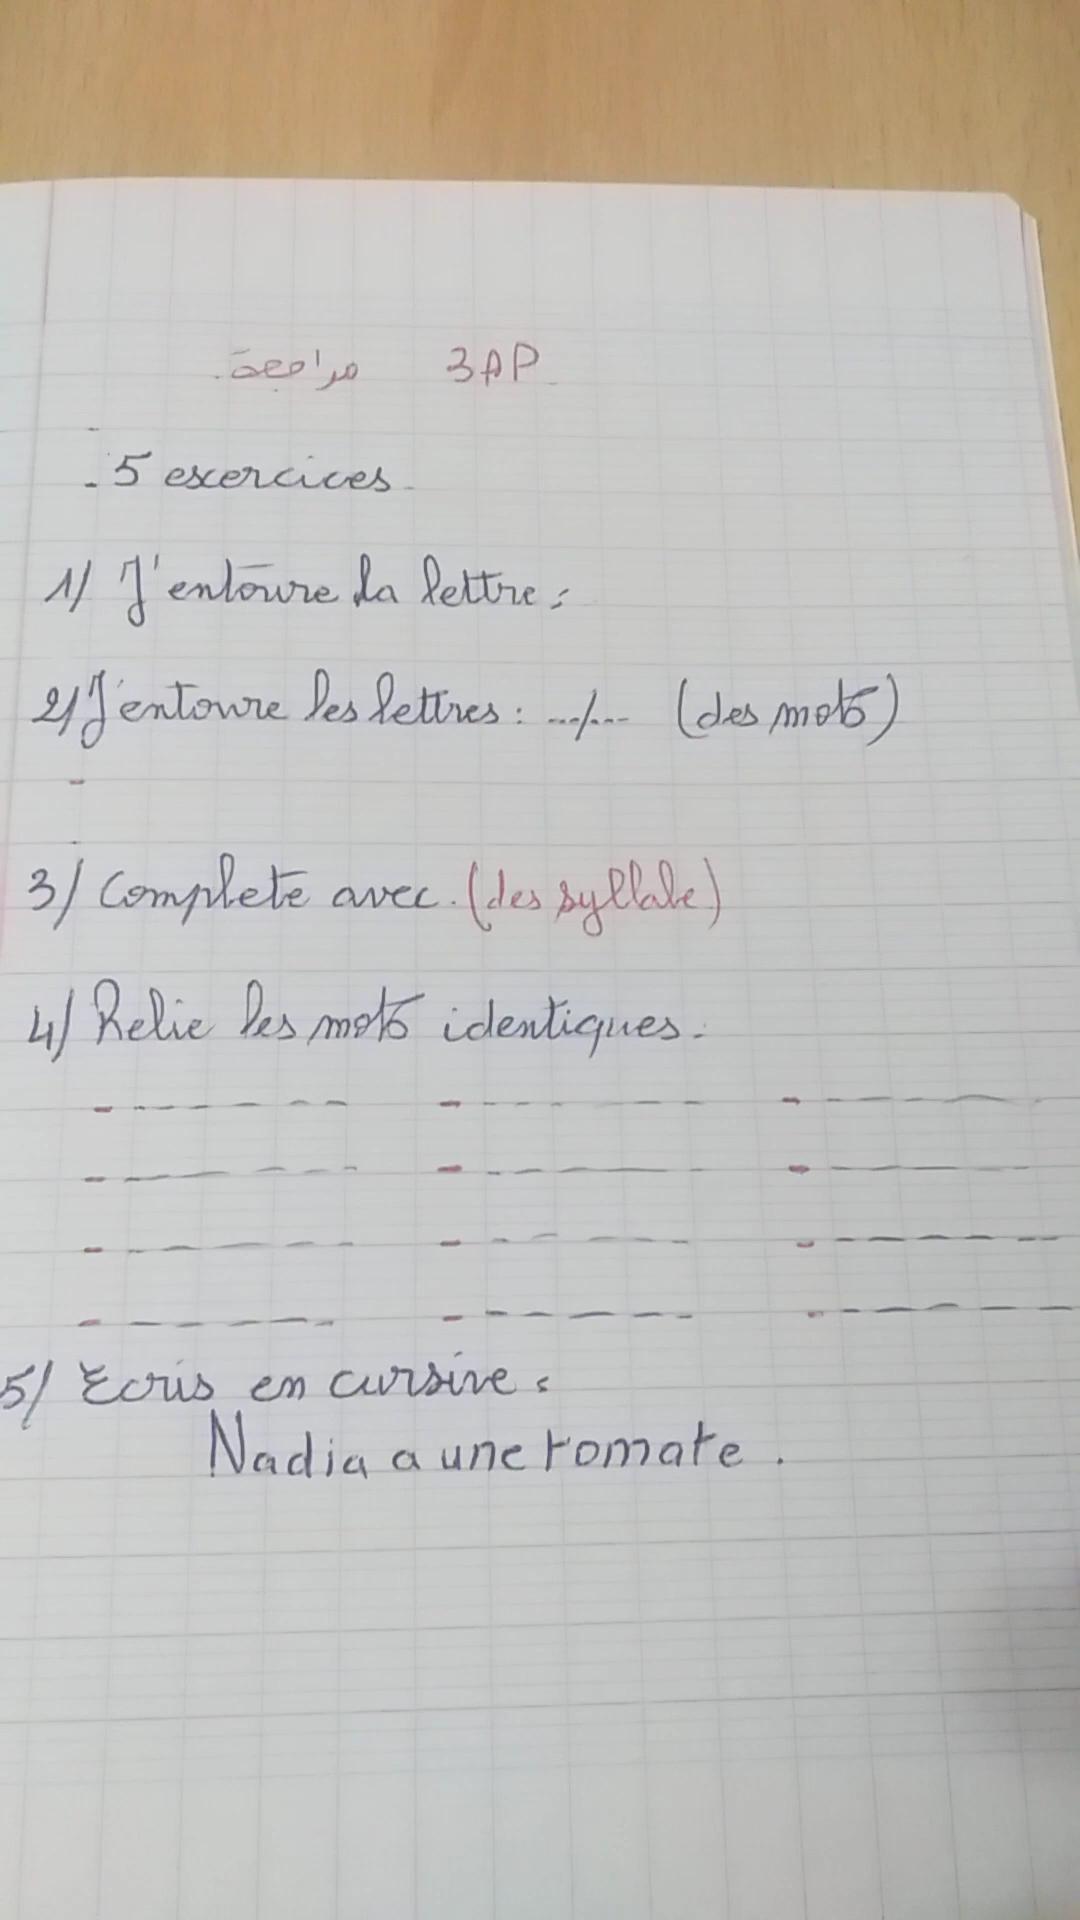 مراجعة 3AP
. 5 exercices
1/ J'entoure la lettre :
2/ J'entoure les lettres : .../... (des mots)
3/ Complete avec. (des syllabe)
4/ Relie les mots identiques.
- - - - - - - - - - - - - - - - -
- - - - - - - - - - - - - - - - -
- - - - - - - - - - - - - - - - -
- - - - - - - - - - - - - - - - -
5/ Ecris en cursive :
Nadia a une tomate .